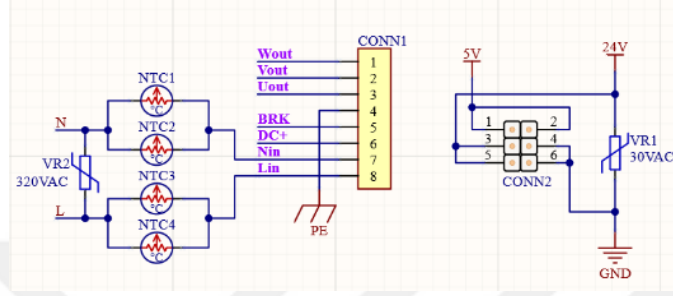 CONN1
Wout 1
Vout 2
Uout 3
4
BRK 5
DC+ 6
Nin 7
Lin 8
PE
NTC1
°C
N
NTC2
°C
VR2
320VAC
NTC3
°C
L
NTC4
°C
5V
24V
1 2
3 4
5 6
CONN2
VR1
30VAC
GND